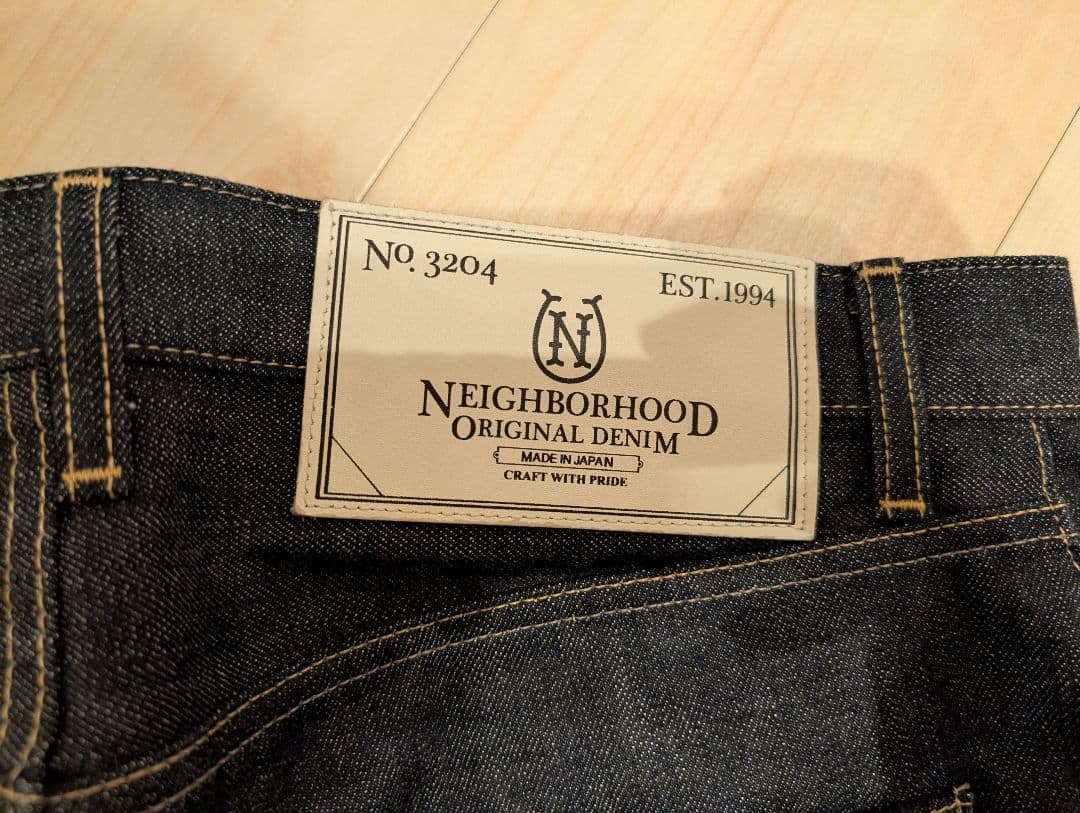 No. 3204
EST.1994
N
NEIGHBORHOOD
ORIGINAL DENIM
MADE IN JAPAN
CRAFT WITH PRIDE